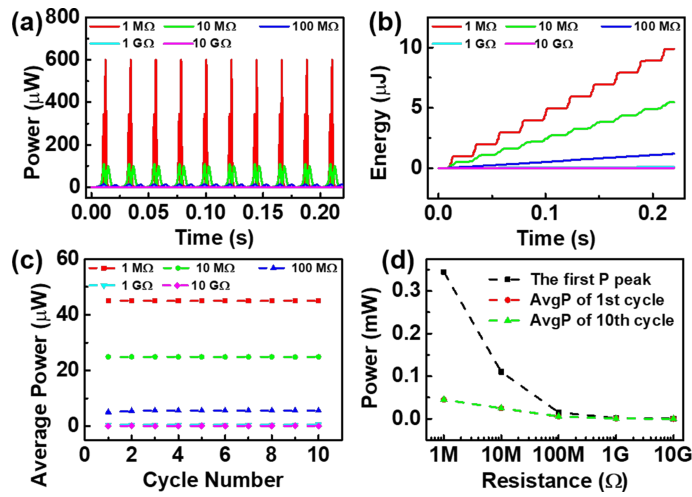 (a)
1 MΩ 10 MΩ 100 MΩ
1 GΩ 10 GΩ
Power (μW)
800
600
400
200
0
0.00 0.05 0.10 0.15 0.20
Time (s)
(b)
1 MΩ 10 MΩ 100 MΩ
1 GΩ 10 GΩ
Energy (μJ)
10
5
0
0.0 0.1 0.2
Time (s)
(c)
1 MΩ 10 MΩ 100 MΩ
1 GΩ 10 GΩ
Average Power (μW)
60
40
20
0
0 2 4 6 8 10
Cycle Number
(d)
The first P peak
AvgP of 1st cycle
AvgP of 10th cycle
Power (mW)
0.3
0.2
0.1
0.0
1M 10M 100M 1G 10G
Resistance (Ω)